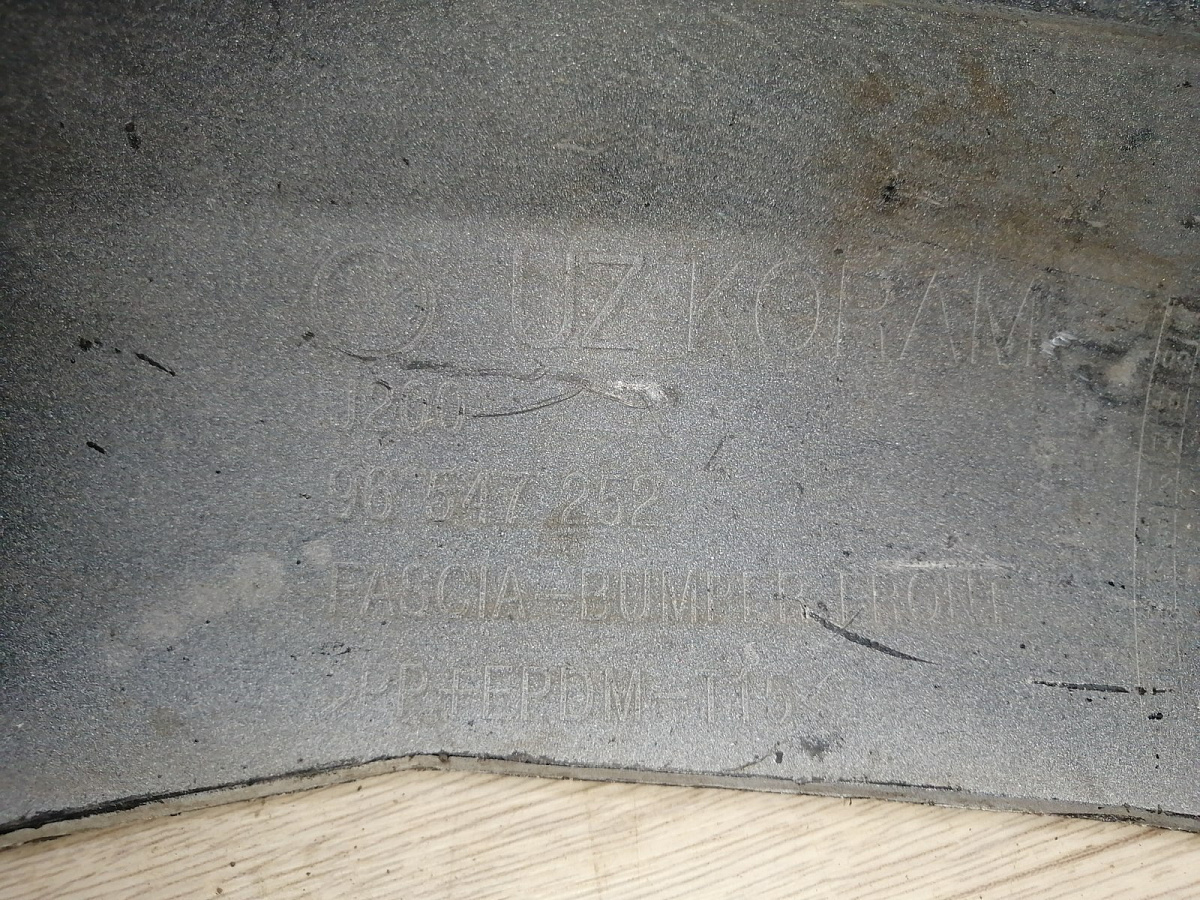 UZ KORAM
J200
96 547 252
FASCIA-BUMPER FRONT
>PP+EPDM-T15<